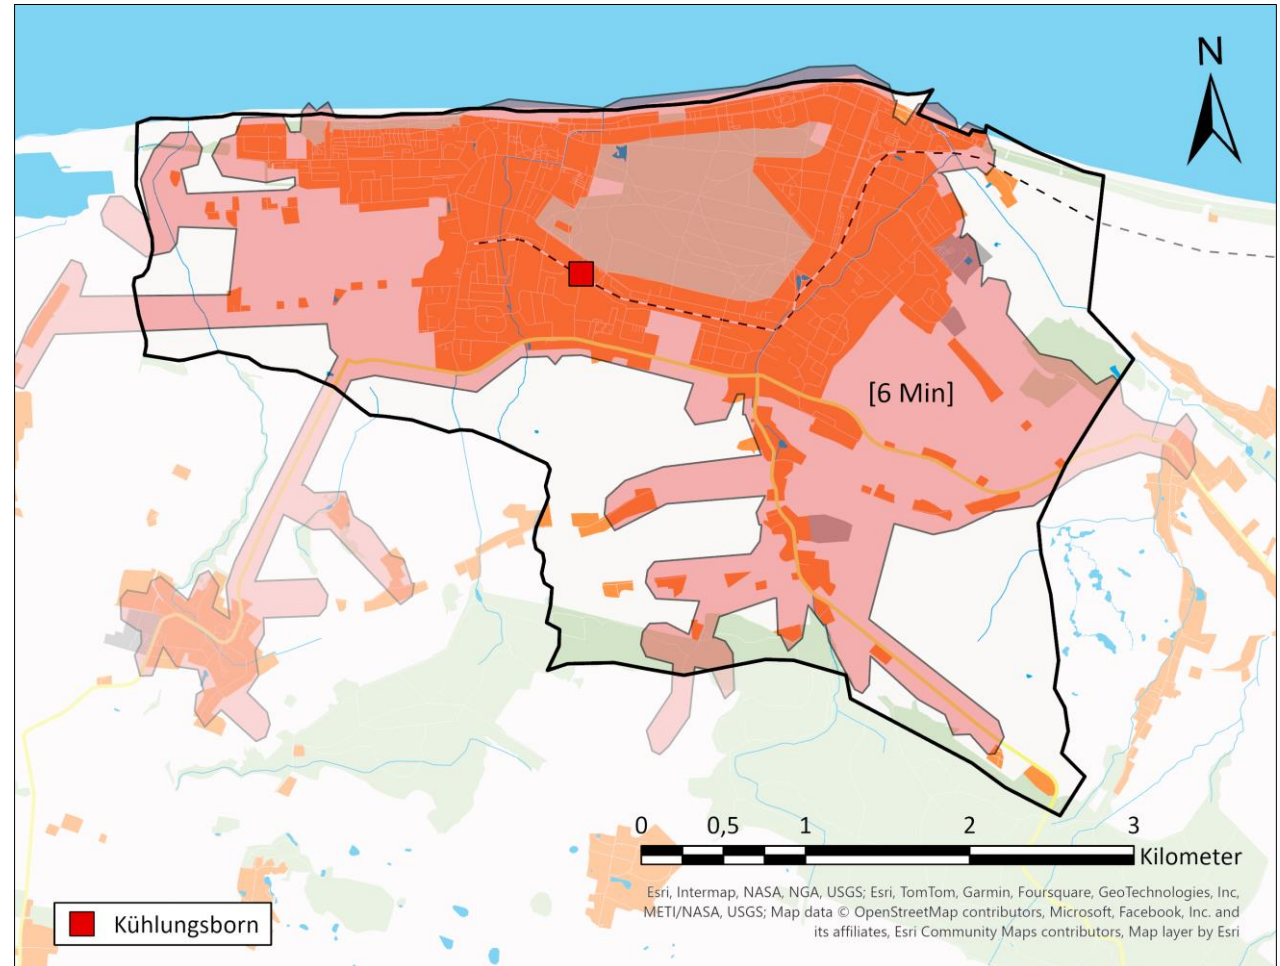 N
[6 Min]
0 0,5 1 2 3
Kilometer
Esri, Intermap, NASA, NGA, USGS; Esri, TomTom, Garmin, Foursquare, GeoTechnologies, Inc,
METI/NASA, USGS; Map data © OpenStreetMap contributors, Microsoft, Facebook, Inc. and
its affiliates, Esri Community Maps contributors, Map layer by Esri
Kühlungsborn